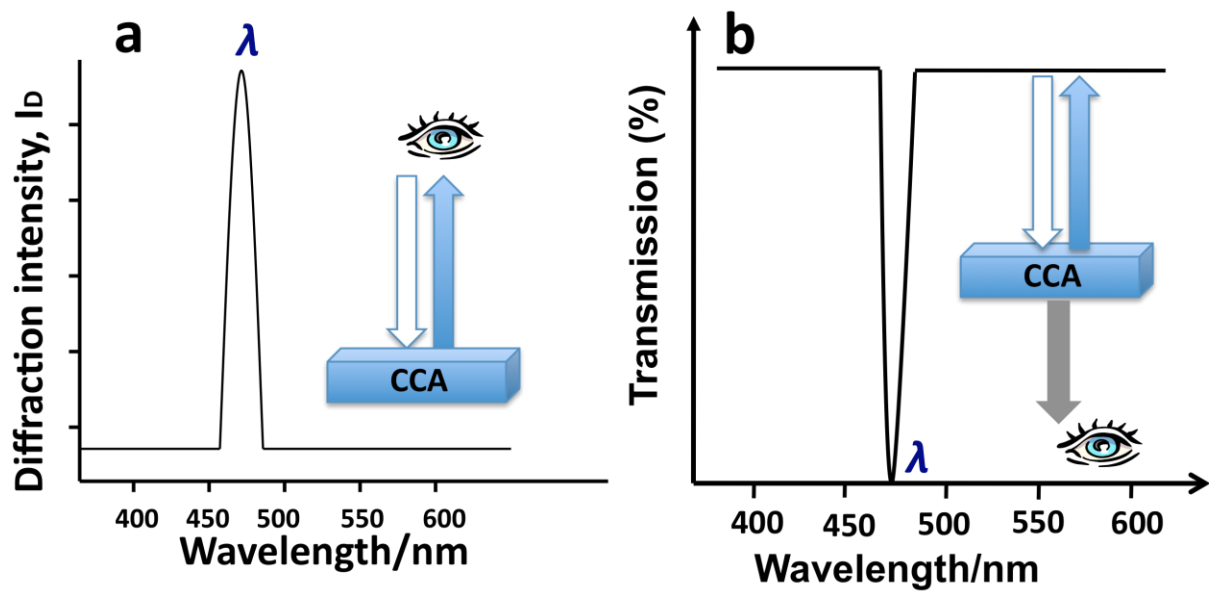 a
λ
Diffraction intensity, I_D
CCA
400 450 500 550 600
Wavelength/nm
b
Transmission (%)
CCA
λ
400 450 500 550 600
Wavelength/nm